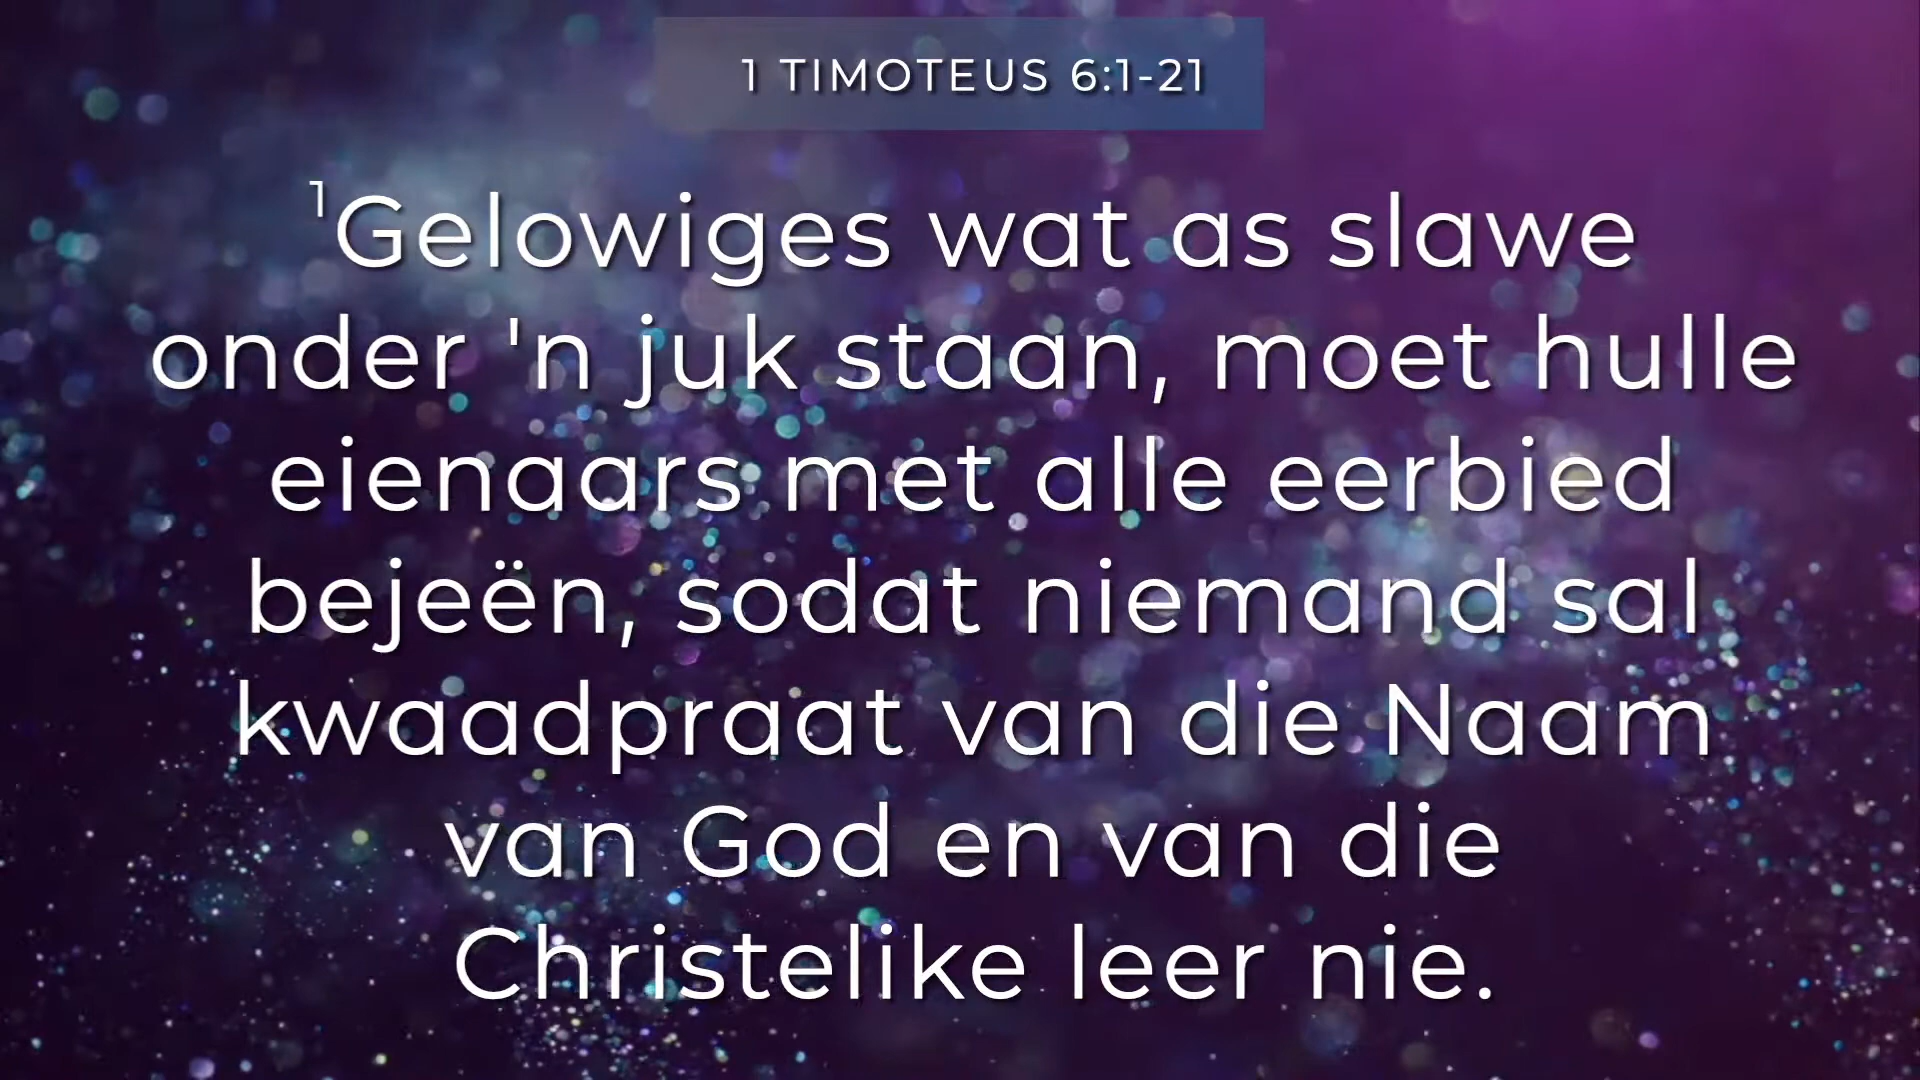 1 TIMOTEUS 6:1-21
¹Gelowiges wat as slawe
onder 'n juk staan, moet hulle
eienaars met alle eerbied
bejeën, sodat niemand sal
kwaadpraat van die Naam
van God en van die
Christelike leer nie.